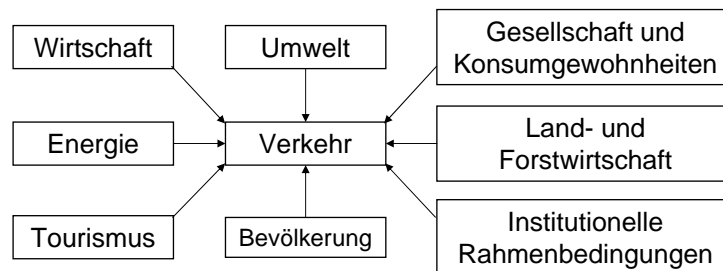 Wirtschaft
Umwelt
Gesellschaft und
Konsumgewohnheiten
Energie
Verkehr
Land- und
Forstwirtschaft
Tourismus
Bevölkerung
Institutionelle
Rahmenbedingungen